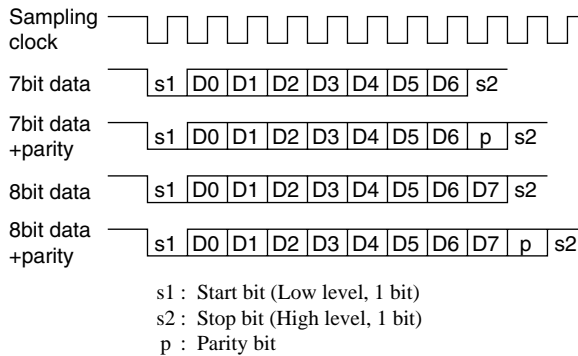 Sampling
clock
7bit data s1 D0 D1 D2 D3 D4 D5 D6 s2
7bit data
+parity s1 D0 D1 D2 D3 D4 D5 D6 p s2
8bit data s1 D0 D1 D2 D3 D4 D5 D6 D7 s2
8bit data
+parity s1 D0 D1 D2 D3 D4 D5 D6 D7 p s2
s1 : Start bit (Low level, 1 bit)
s2 : Stop bit (High level, 1 bit)
p : Parity bit